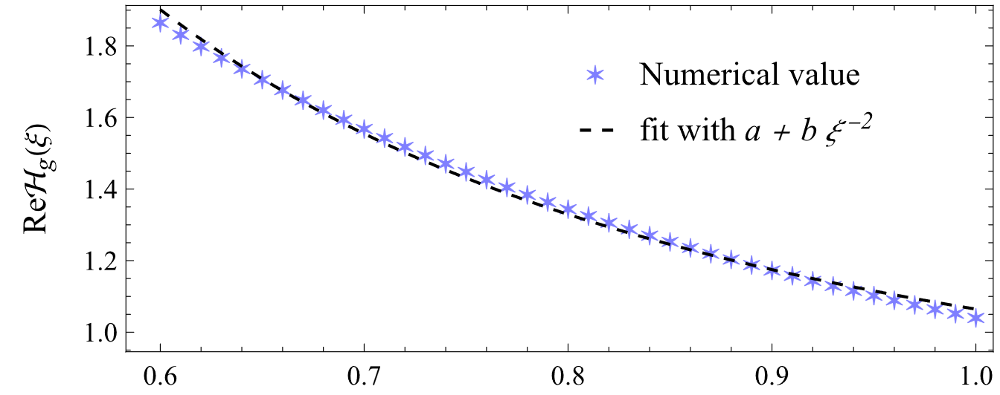 1.8
1.6
1.4
1.2
1.0
Reℋg(ξ)
Numerical value
fit with a + b ξ⁻²
0.6 0.7 0.8 0.9 1.0